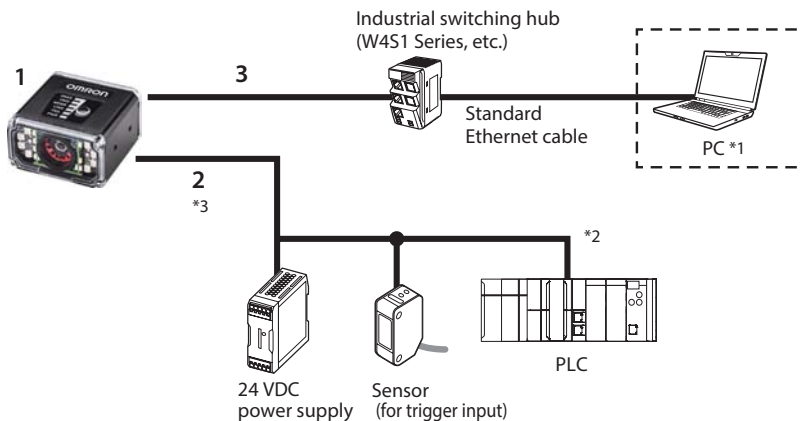 Industrial switching hub
(W4S1 Series, etc.)
1
3
OMRON
Standard
Ethernet cable
PC *1
2
*3
*2
PLC
24 VDC
power supply
Sensor
(for trigger input)